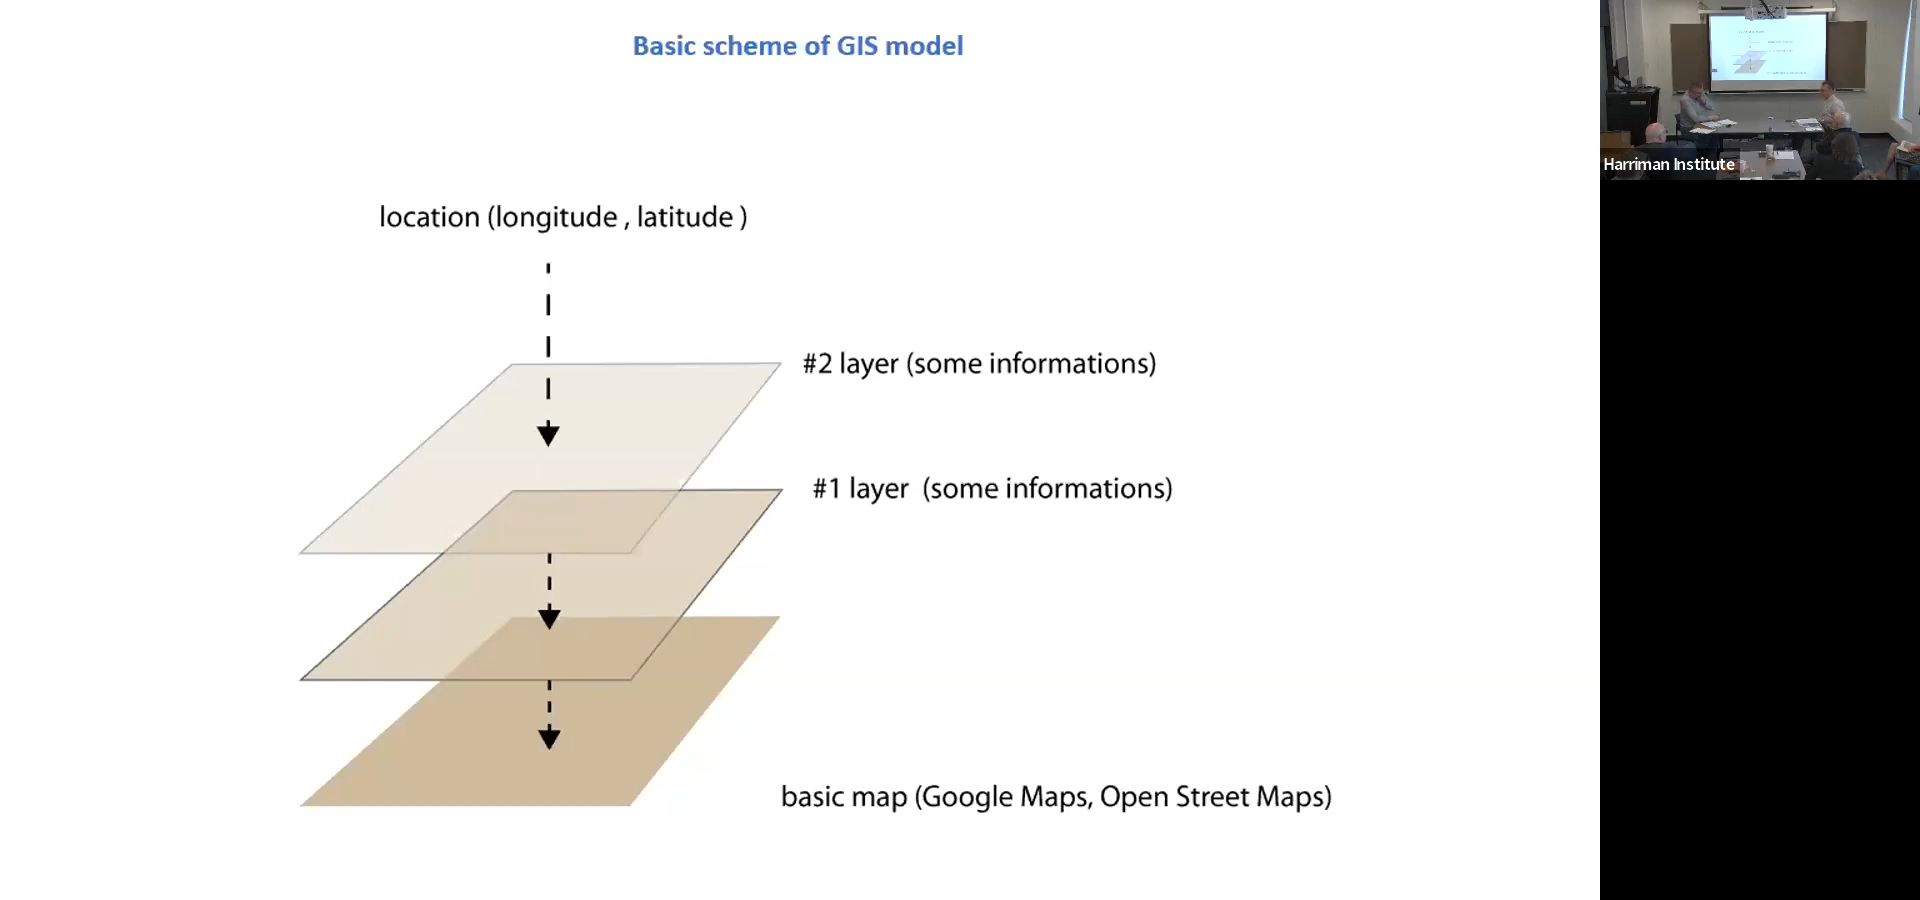 Basic scheme of GIS model
location (longitude , latitude )
#2 layer (some informations)
#1 layer  (some informations)
basic map (Google Maps, Open Street Maps)
Harriman Institute